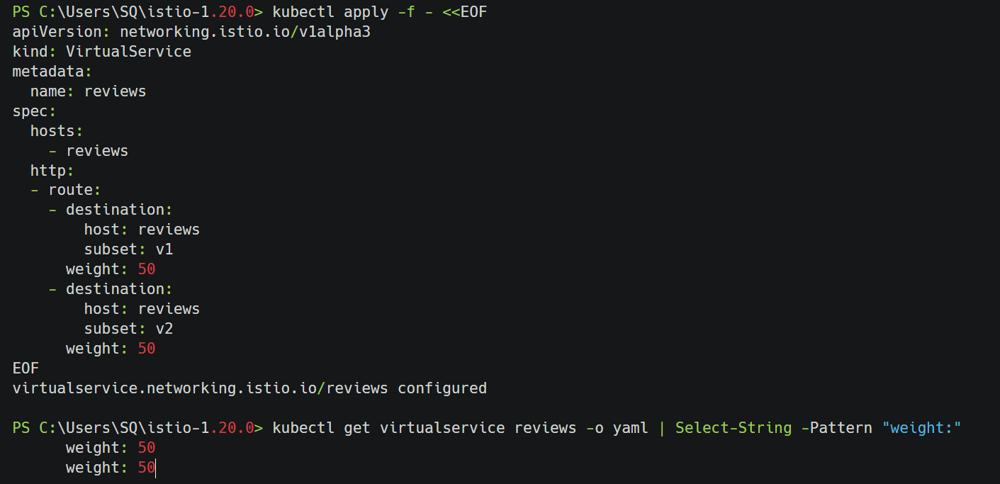 PS C:\Users\SQ\istio-1.20.0> kubectl apply -f - <<EOF
apiVersion: networking.istio.io/v1alpha3
kind: VirtualService
metadata:
  name: reviews
spec:
  hosts:
    - reviews
  http:
  - route:
    - destination:
        host: reviews
        subset: v1
      weight: 50
    - destination:
        host: reviews
        subset: v2
      weight: 50
EOF
virtualservice.networking.istio.io/reviews configured

PS C:\Users\SQ\istio-1.20.0> kubectl get virtualservice reviews -o yaml | Select-String -Pattern "weight:"
      weight: 50
      weight: 50